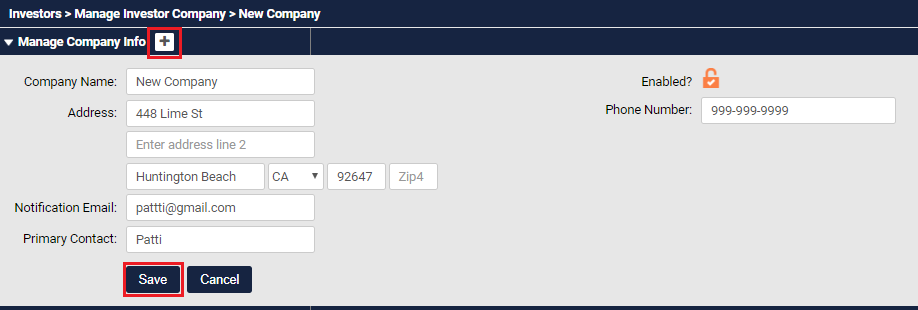 Investors > Manage Investor Company > New Company
Manage Company Info
Company Name: New Company
Enabled?
Address: 448 Lime St
Phone Number: 999-999-9999
Enter address line 2
Huntington Beach CA 92647 Zip4
Notification Email: pattti@gmail.com
Primary Contact: Patti
Save Cancel